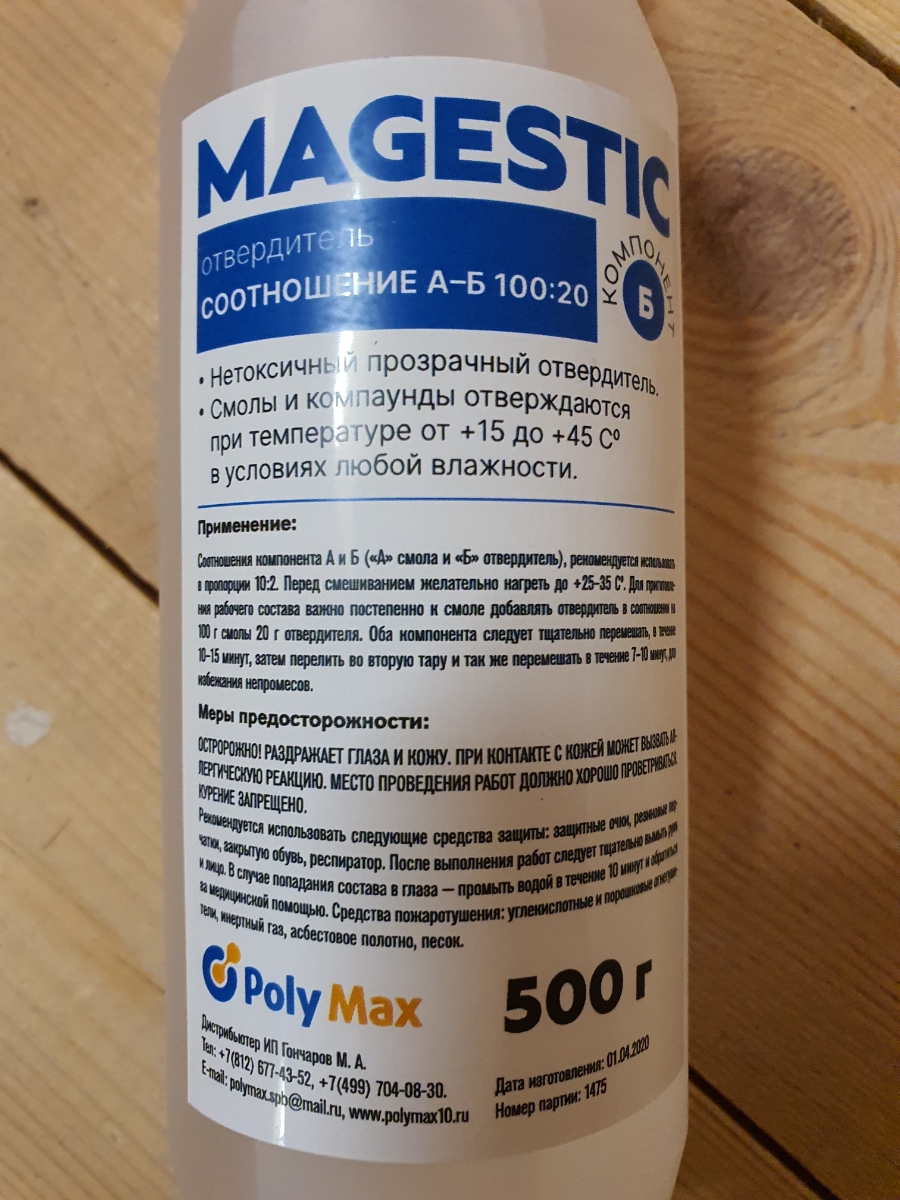 MAGESTIC
отвердитель
СООТНОШЕНИЕ А–Б 100:20
КОМПОНЕНТ
Б
• Нетоксичный прозрачный отвердитель.
• Смолы и компаунды отверждаются
при температуре от +15 до +45 С⁰
в условиях любой влажности.
Применение:
Соотношения компонента А и Б («А» смола и «Б» отвердитель), рекомендуется использовать
в пропорции 10:2. Перед смешиванием желательно нагреть до +25-35 С°. Для приготовле-
ния рабочего состава важно постепенно к смоле добавлять отвердитель в соотношении на
100 г смолы 20 г отвердителя. Оба компонента следует тщательно перемешать, в течение
10-15 минут, затем перелить во вторую тару и так же перемешать в течение 7-10 минут, для
избежания непромесов.
Меры предосторожности:
ОСТОРОЖНО! РАЗДРАЖАЕТ ГЛАЗА И КОЖУ. ПРИ КОНТАКТЕ С КОЖЕЙ МОЖЕТ ВЫЗВАТЬ АЛ-
ЛЕРГИЧЕСКУЮ РЕАКЦИЮ. МЕСТО ПРОВЕДЕНИЯ РАБОТ ДОЛЖНО ХОРОШО ПРОВЕТРИВАТЬСЯ.
КУРЕНИЕ ЗАПРЕЩЕНО.
Рекомендуется использовать следующие средства защиты: защитные очки, резиновые пер-
чатки, закрытую обувь, респиратор. После выполнения работ следует тщательно вымыть руки
и лицо. В случае попадания состава в глаза — промыть водой в течение 10 минут и обратиться
за медицинской помощью. Средства пожаротушения: углекислотные и порошковые огнетуши-
тели, инертный газ, асбестовое полотно, песок.
Poly Max
500 г
Дистрибьютер ИП Гончаров М. А.
Тел: +7(812) 677-43-52, +7(499) 704-08-30.
E-mail: polymax.spb@mail.ru, www.polymax10.ru
Дата изготовления: 01.04.2020
Номер партии: 1475